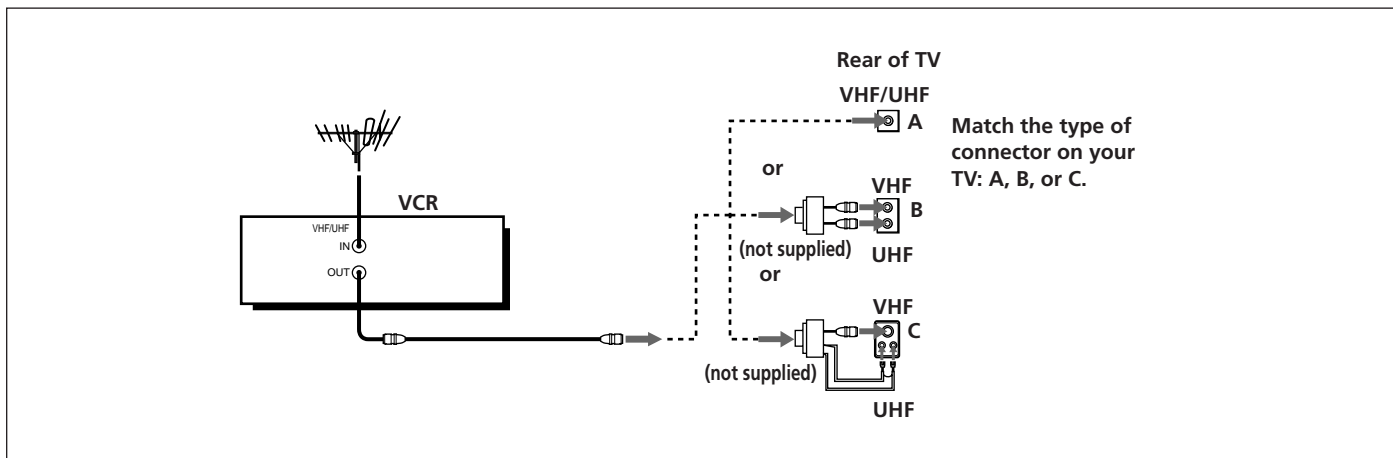 Rear of TV
VHF/UHF
A
Match the type of
connector on your
TV: A, B, or C.
or
VCR
VHF/UHF
IN
OUT
VHF
B
(not supplied)
UHF
or
VHF
C
(not supplied)
UHF